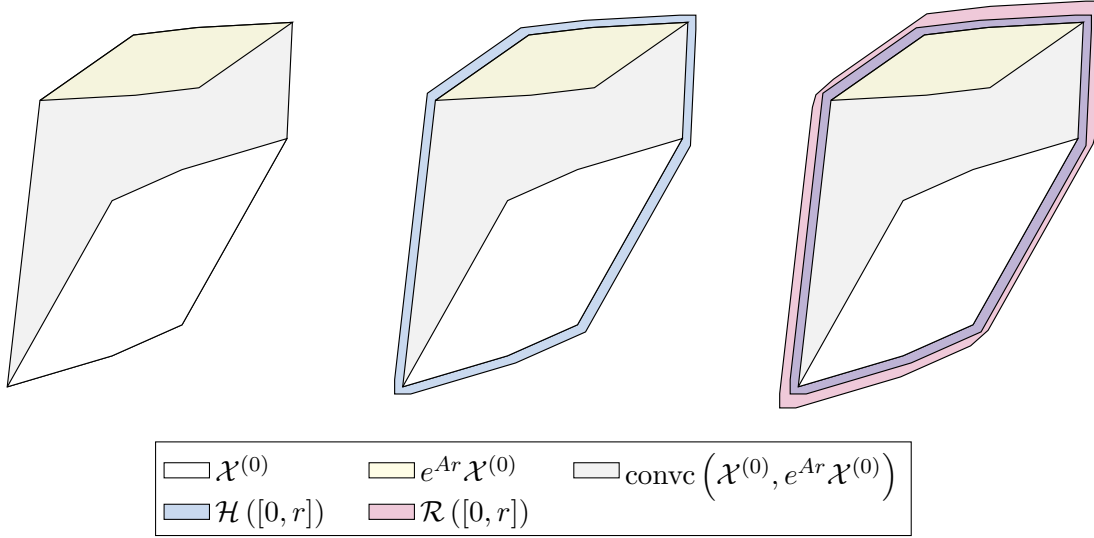 𝒳^(0) e^{Ar}𝒳^(0) convc (𝒳^(0), e^{Ar}𝒳^(0))
ℋ ([0, r]) ℛ ([0, r])